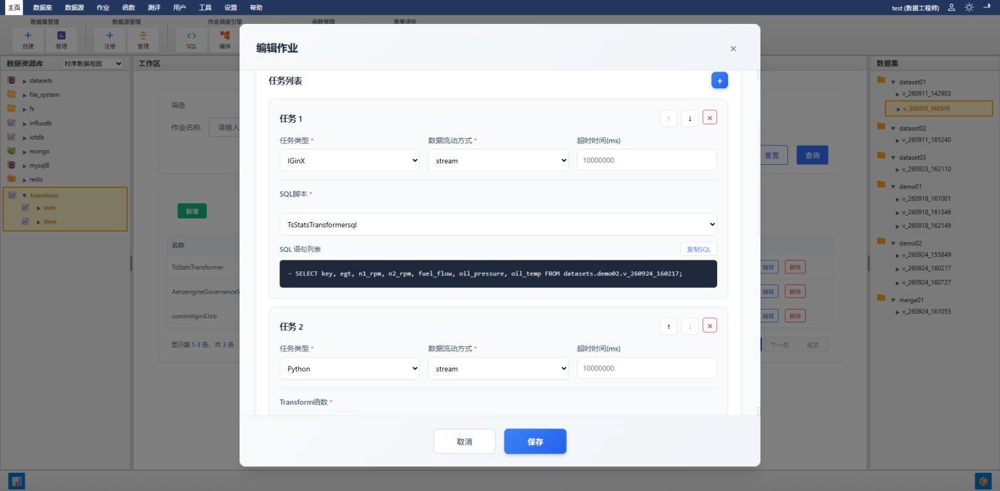 主页 数据集 数据源 作业 函数 测评 用户 工具 设置 帮助
test (数据工程师)
数据集管理 数据源管理 作业调度引擎 函数管理 质量评价
创建 管理 注册 管理 SQL 编排
数据资源库 时序数据视图
工作区
数据集
datasets
file_system
fs
influxdb
iotdb
mongo
mysql8
redis
transform
sum
time
筛选
作业名称 请输入
重置 查询
新增
名称
TsStatsTransformer 编辑 删除
AeroengineGovernanceS 编辑 删除
commitIginXJob 编辑 删除
显示第 1-3 条，共 3 条
下一页 尾页
编辑作业 ×
任务列表 +
任务 1 ↑ ↓ ×
任务类型 * 数据流动方式 * 超时时间(ms)
IGinX stream 10000000
SQL脚本 *
TsStatsTransformersql
SQL 语句列表 复制SQL
- SELECT key, egt, n1_rpm, n2_rpm, fuel_flow, oil_pressure, oil_temp FROM datasets.demo02.v_260924_160217;
任务 2 ↑ ↓ ×
任务类型 * 数据流动方式 * 超时时间(ms)
Python stream 10000000
Transform函数 *
取消 保存
dataset01
v_260911_142903
v_260911_160519
dataset02
v_260911_185240
dataset03
v_260923_162110
demo01
v_260918_161001
v_260918_161346
v_260918_162149
demo02
v_260924_155849
v_260924_160217
v_260924_160727
merge01
v_260924_161055